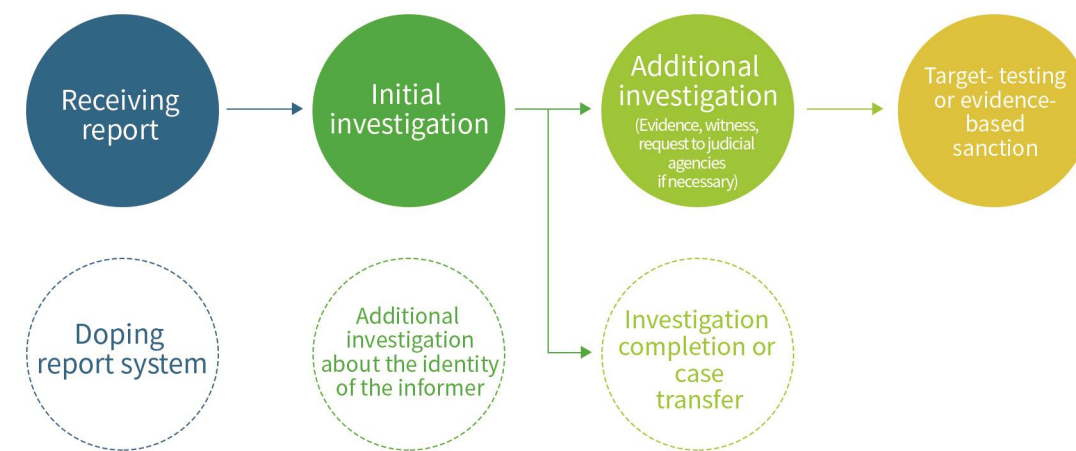 Receiving
report
Initial
investigation
Additional
investigation
(Evidence, witness,
request to judicial
agencies
if necessary)
Target- testing
or evidence-
based
sanction
Doping
report system
Additional
investigation
about the identity
of the informer
Investigation
completion or
case
transfer